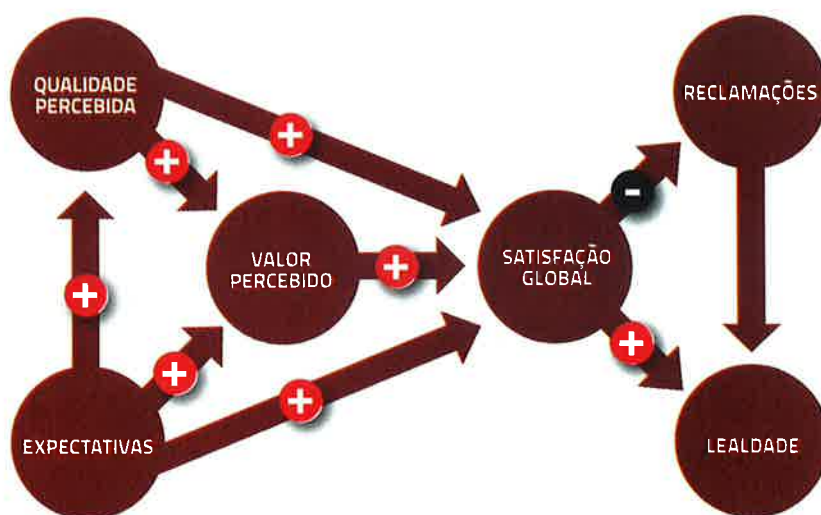 QUALIDADE
PERCEBIDA
RECLAMAÇÕES
+
+
-
VALOR
PERCEBIDO
+
SATISFAÇÃO
GLOBAL
+
+
+
+
EXPECTATIVAS
LEALDADE